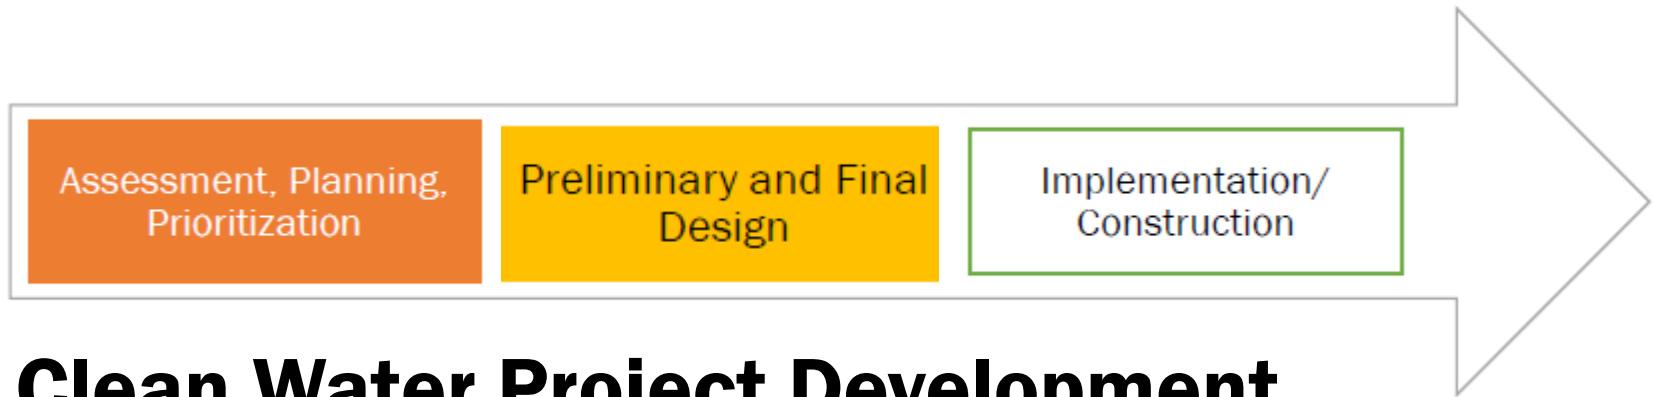 Assessment, Planning,
Prioritization
Preliminary and Final
Design
Implementation/
Construction
Clean Water Project Development